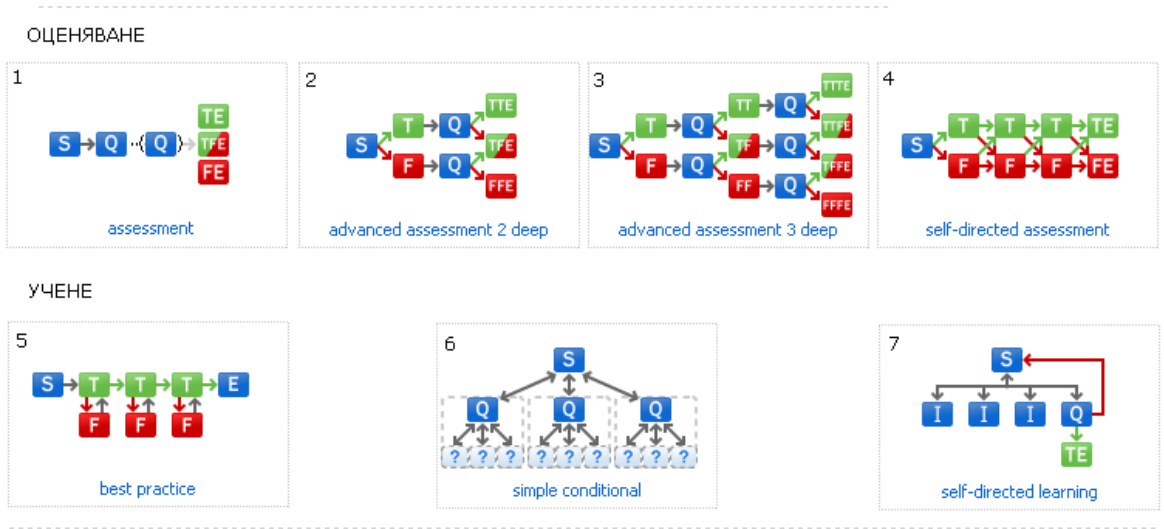 ОЦЕНЯВАНЕ
1 2 3 4
TTTE
TE TTE TT Q
S Q ··(Q) TFE S T Q TFE S T Q TF Q TTFE S T T T TE
FE F Q FFE F Q FF Q TFFE F F F FE
FFFE
assessment advanced assessment 2 deep advanced assessment 3 deep self-directed assessment
УЧЕНЕ
5 6 7
S S
S T T T E Q Q Q I I I Q
F F F ? ? ? ? ? ? ? ? ? TE
best practice simple conditional self-directed learning